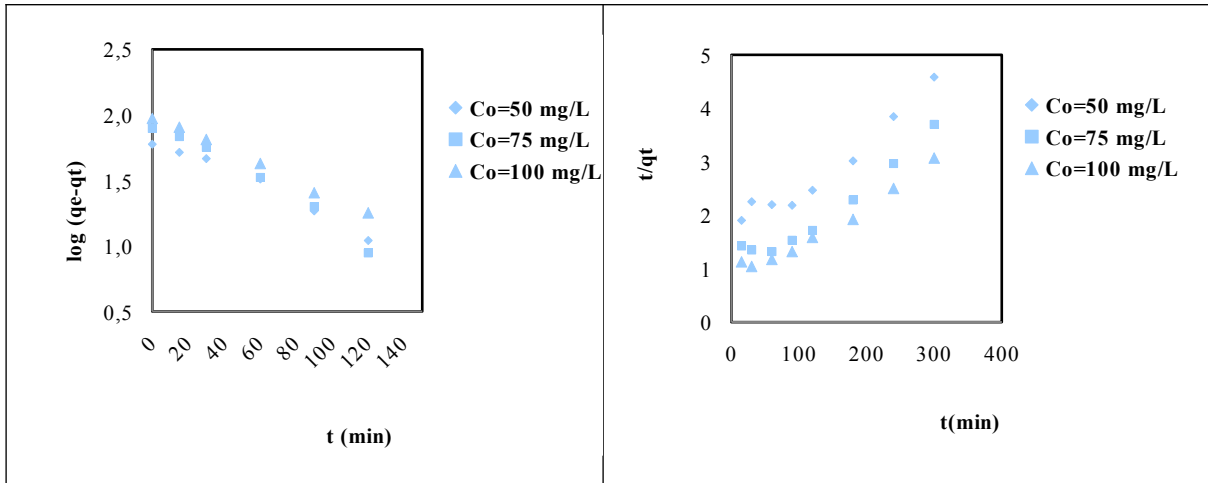 2,5
2,0
1,5
1,0
0,5
log (qe-qt)
0 20 40 60 80 100 120 140
t (min)
Co=50 mg/L
Co=75 mg/L
Co=100 mg/L
5
4
3
2
1
0
t/qt
0 100 200 300 400
t(min)
Co=50 mg/L
Co=75 mg/L
Co=100 mg/L